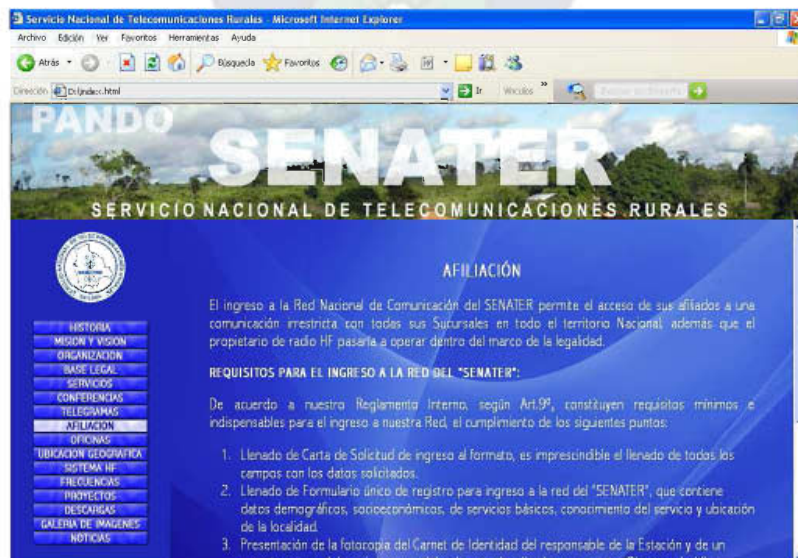 Servicio Nacional de Telecomunicaciones Rurales - Microsoft Internet Explorer
Archivo Edición Ver Favoritos Herramientas Ayuda
Atrás Búsqueda Favoritos
Dirección D:\index.html Ir Vínculos
PANDO
SENATER
SERVICIO NACIONAL DE TELECOMUNICACIONES RURALES
AFILIACIÓN
El ingreso a la Red Nacional de Comunicación del SENATER permite el acceso de sus afiliados a una
comunicación irrestricta con todas sus Sucursales en todo el territorio Nacional, además que el
propietario de radio HF pasaría a operar dentro del marco de la legalidad.
REQUISITOS PARA EL INGRESO A LA RED DEL "SENATER":
De acuerdo a nuestro Reglamento Interno, según Art.9º, constituyen requisitos mínimos e
indispensables para el ingreso a nuestra Red, el cumplimiento de los siguientes puntos:
1. Llenado de Carta de Solicitud de ingreso al formato, es imprescindible el llenado de todos los
campos con los datos solicitados.
2. Llenado de Formulario único de registro para ingreso a la red del "SENATER", que contiene
datos demográficos, socioeconómicos, de servicios básicos, conocimiento del servicio y ubicación
de la localidad.
3. Presentación de la fotocopia del Carnet de Identidad del responsable de la Estación y de un
HISTORIA
MISION Y VISION
ORGANIZACION
BASE LEGAL
SERVICIOS
CONFERENCIAS
TELEGRAMAS
AFILIACION
OFICINAS
UBICACION GEOGRAFICA
SISTEMA HF
FRECUENCIAS
PROYECTOS
DESCARGAS
GALERIA DE IMAGENES
NOTICIAS